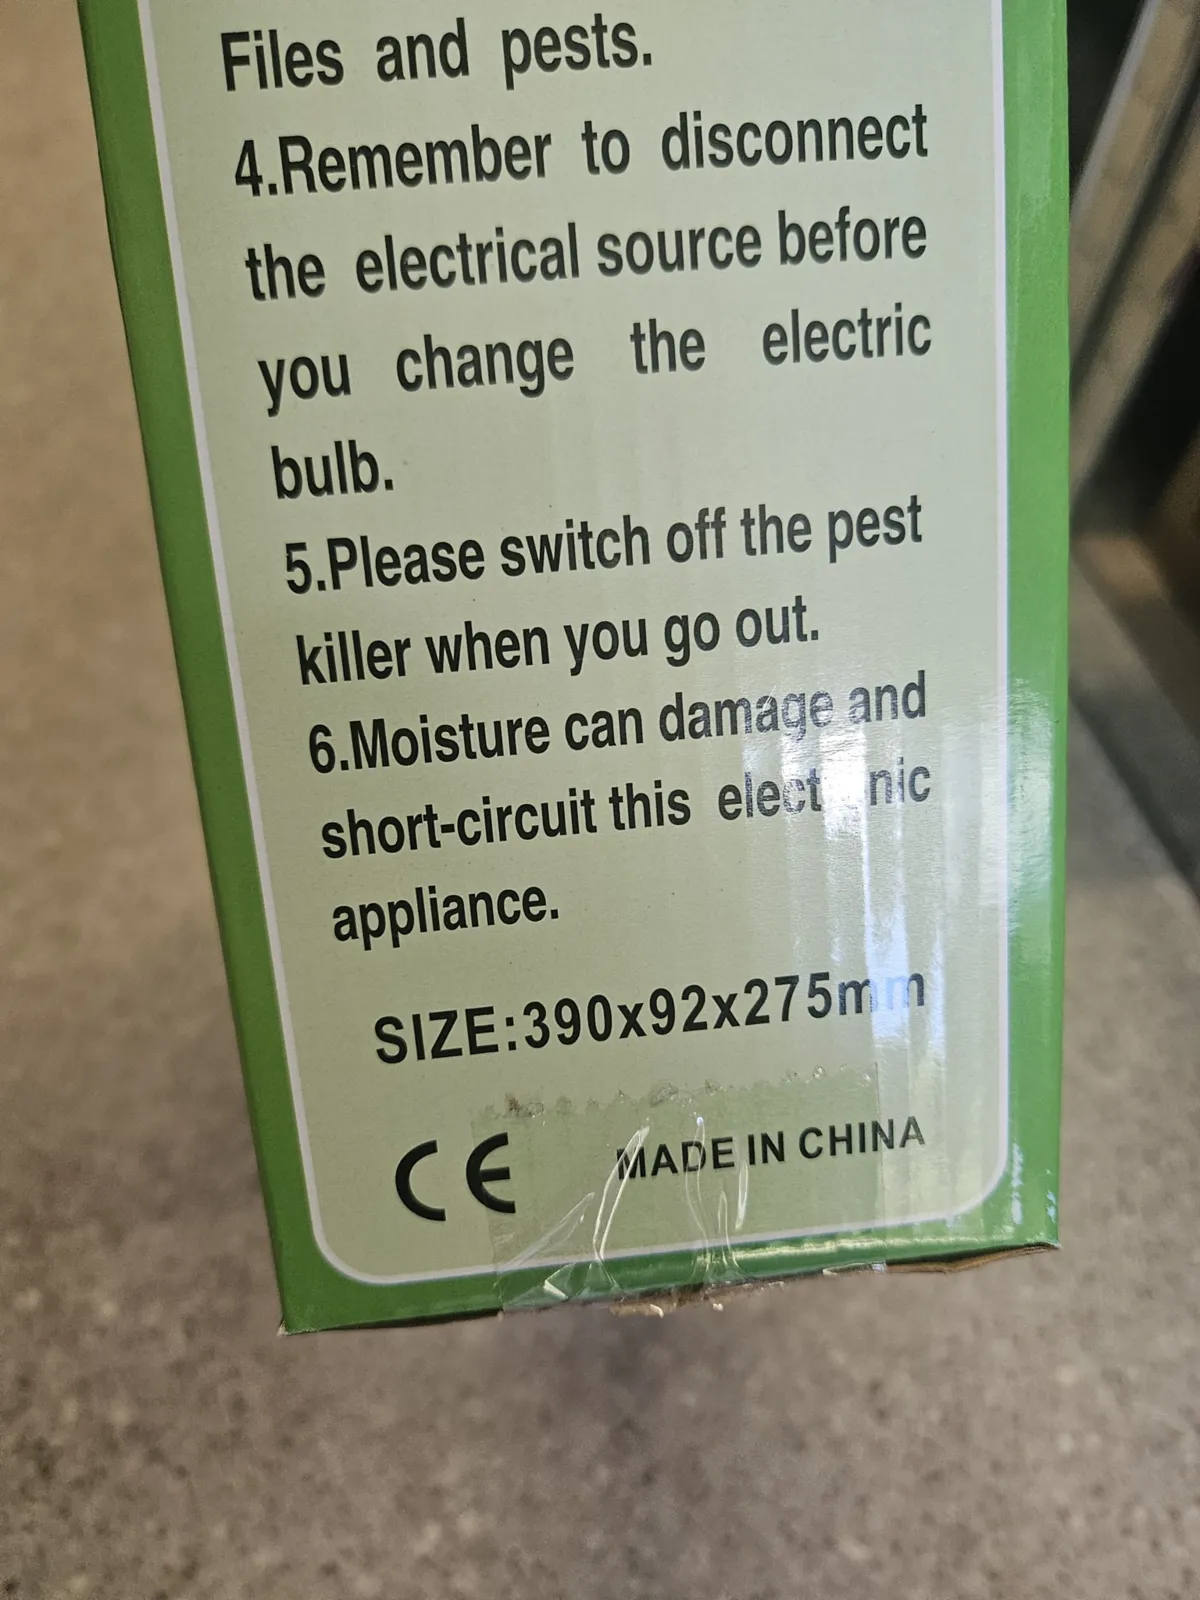 Files and pests.
4.Remember to disconnect
the electrical source before
you change the electric
bulb.
5.Please switch off the pest
killer when you go out.
6.Moisture can damage and
short-circuit this electronic
appliance.
SIZE:390x92x275mm
CE MADE IN CHINA